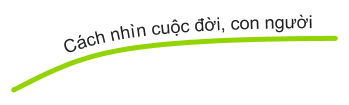 Cách nhìn cuộc đời, con người